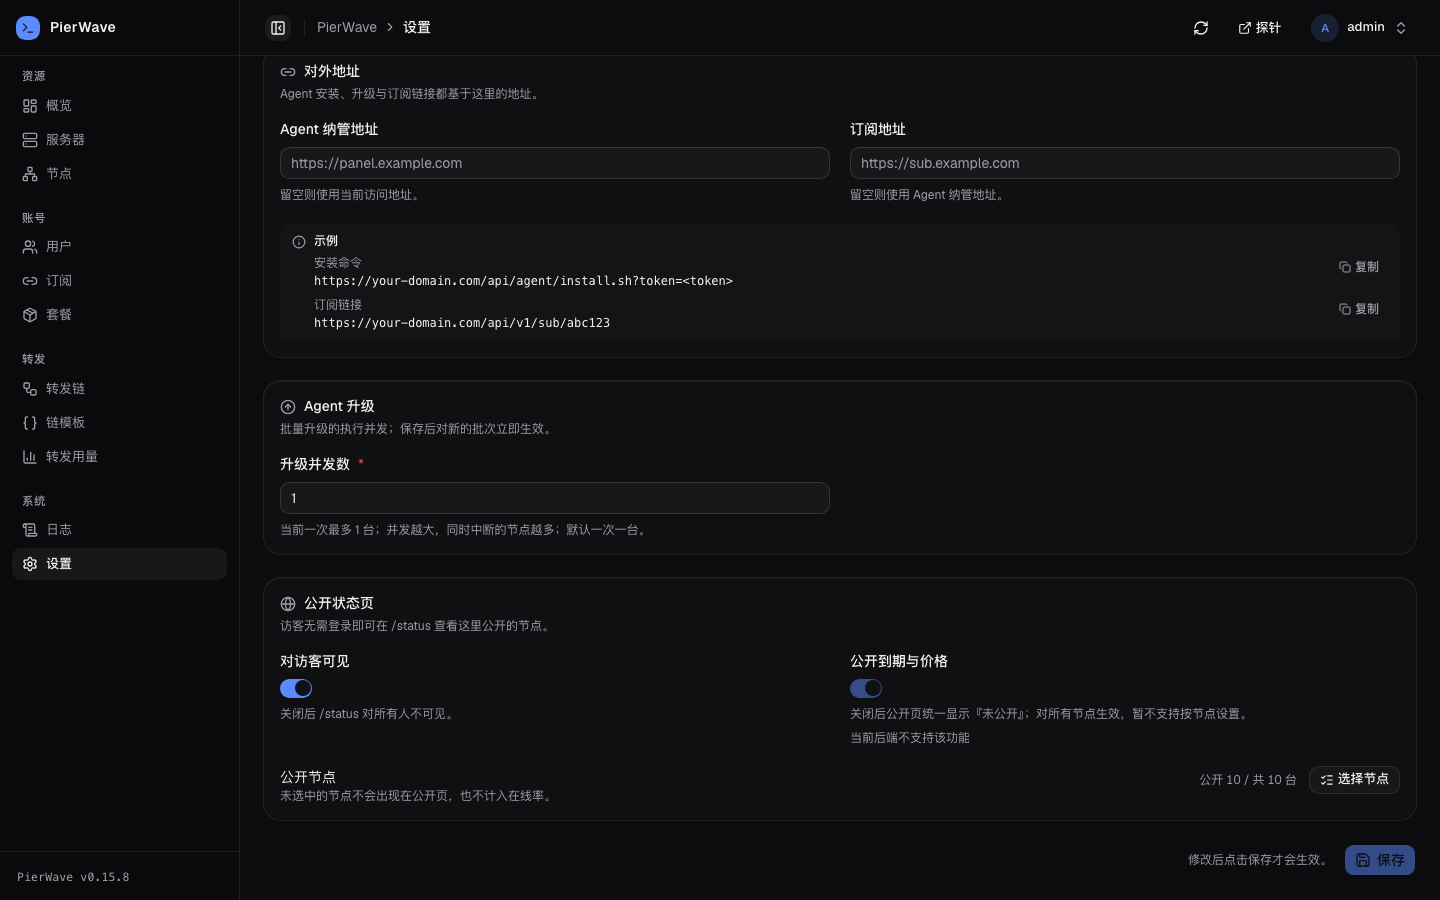 PierWave
PierWave > 设置
探针
A admin
资源
概览
服务器
节点
账号
用户
订阅
套餐
转发
转发链
链模板
转发用量
系统
日志
设置
PierWave v0.15.8
对外地址
Agent 安装、升级与订阅链接都基于这里的地址。
Agent 纳管地址
https://panel.example.com
留空则使用当前访问地址。
订阅地址
https://sub.example.com
留空则使用 Agent 纳管地址。
示例
安装命令
https://your-domain.com/api/agent/install.sh?token=<token>
复制
订阅链接
https://your-domain.com/api/v1/sub/abc123
复制
Agent 升级
批量升级的执行并发；保存后对新的批次立即生效。
升级并发数 *
1
当前一次最多 1 台；并发越大，同时中断的节点越多；默认一次一台。
公开状态页
访客无需登录即可在 /status 查看这里公开的节点。
对访客可见
关闭后 /status 对所有人不可见。
公开到期与价格
关闭后公开页统一显示『未公开』；对所有节点生效，暂不支持按节点设置。
当前后端不支持该功能
公开节点
未选中的节点不会出现在公开页，也不计入在线率。
公开 10 / 共 10 台
选择节点
修改后点击保存才会生效。
保存